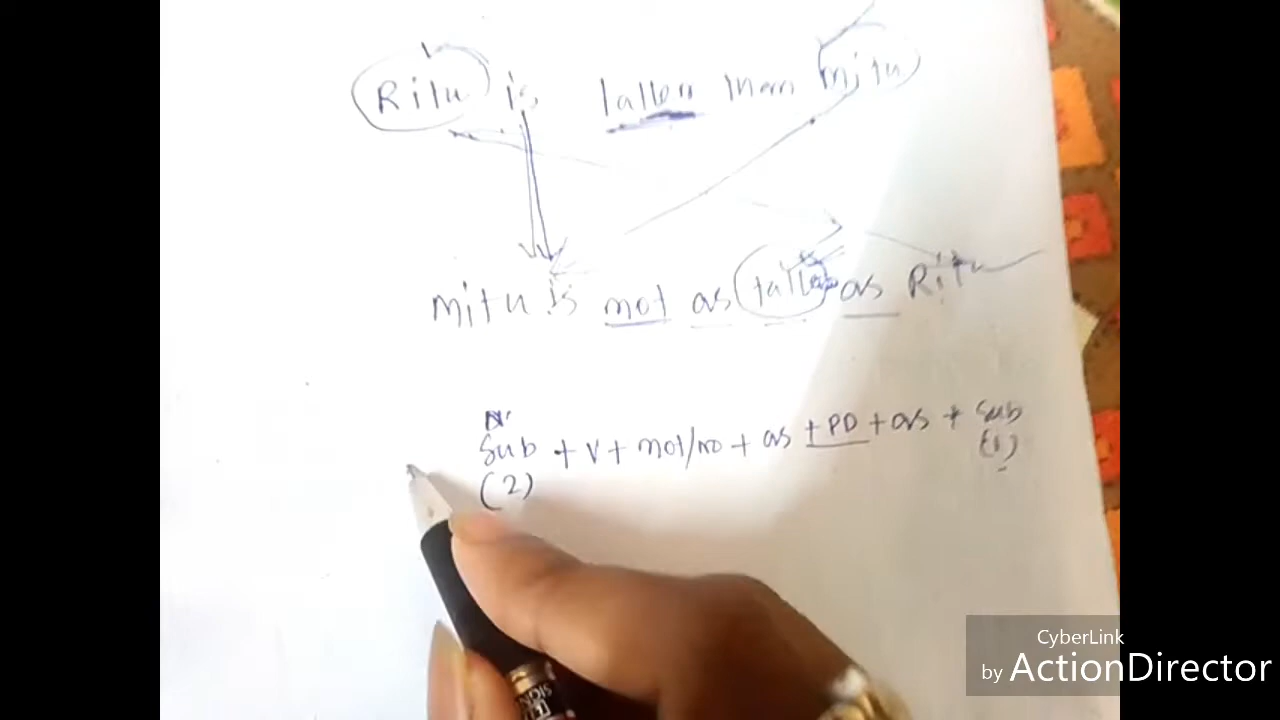 Ritu is taller than mitu
mitu is not as tall as Ritu
Sub + V + not/no + as + PD + as + Sub
(2) (1)
CyberLink
by ActionDirector